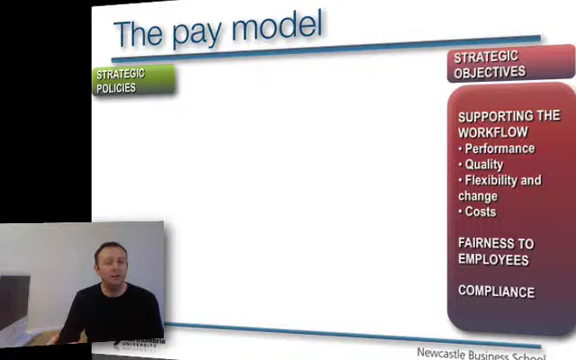 The pay model
STRATEGIC
POLICIES
STRATEGIC
OBJECTIVES
SUPPORTING THE
WORKFLOW
• Performance
• Quality
• Flexibility and
change
• Costs
FAIRNESS TO
EMPLOYEES
COMPLIANCE
UNIVERSITY
Newcastle Business School